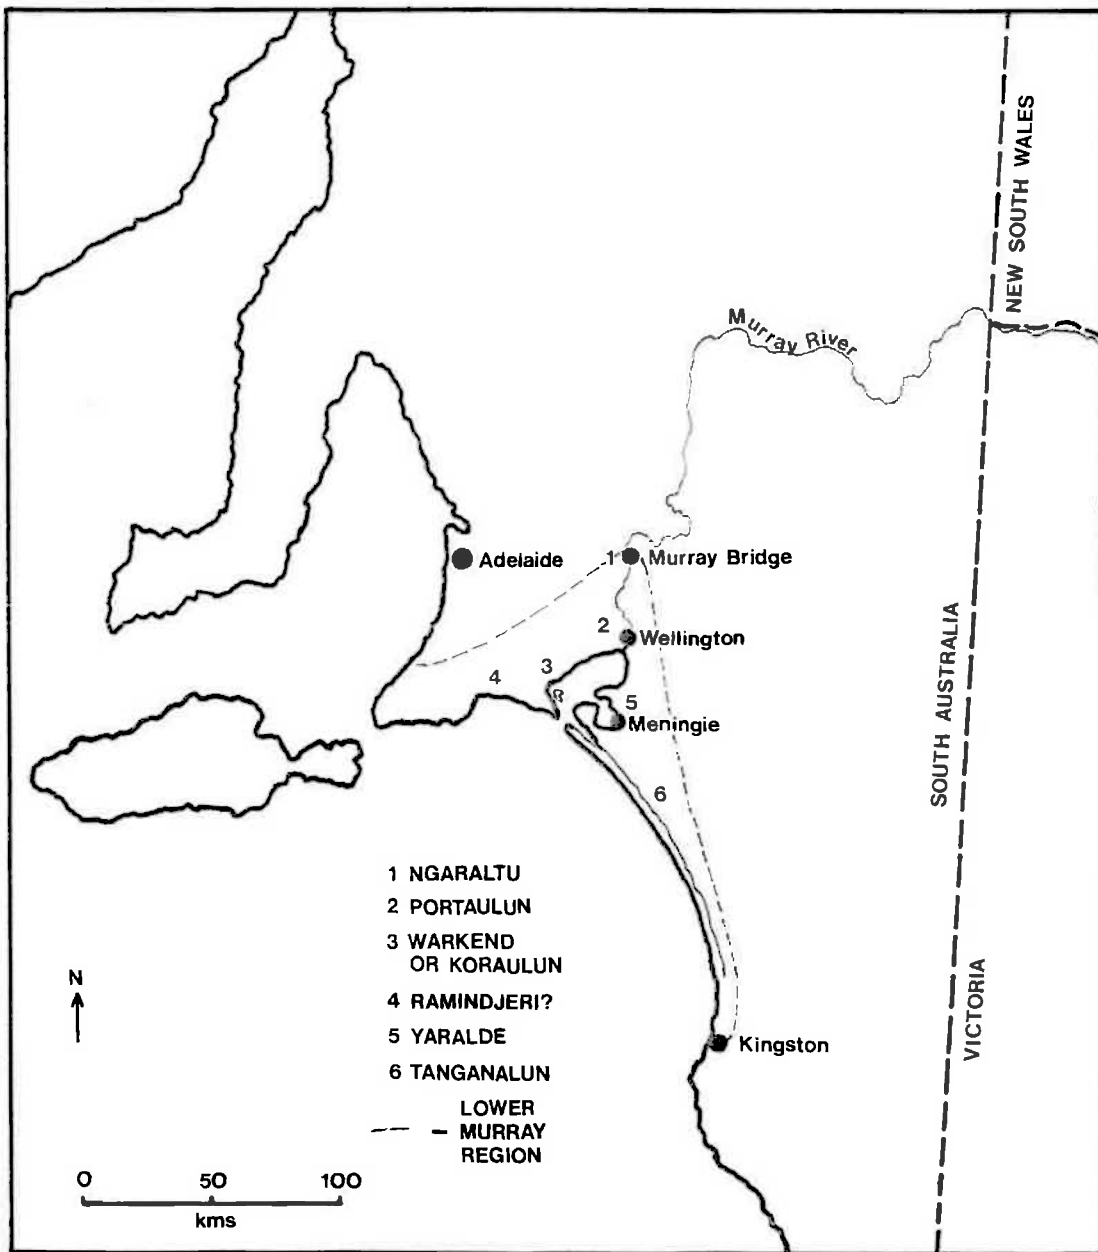 NEW SOUTH WALES
Murray River
Adelaide
1
Murray Bridge
2
Wellington
3
4
5
Meningie
6
SOUTH AUSTRALIA
VICTORIA
Kingston
1 NGARALTU
2 PORTAULUN
3 WARKEND
OR KORAULUN
4 RAMINDJERI?
5 YARALDE
6 TANGANALUN
LOWER
MURRAY
REGION
N
0 50 100
kms